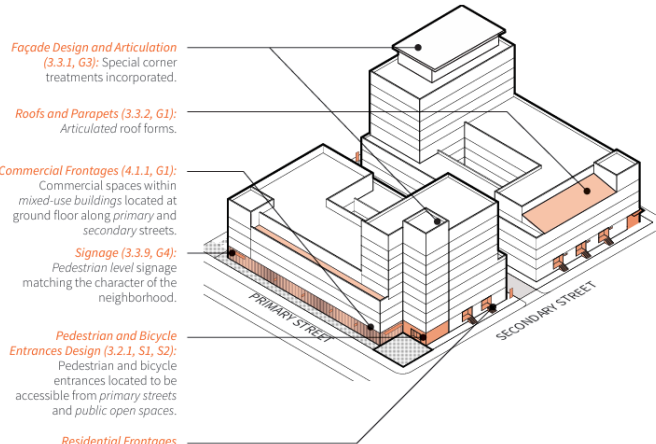 Façade Design and Articulation
(3.3.1, G3): Special corner
treatments incorporated.
Roofs and Parapets (3.3.2, G1):
Articulated roof forms.
Commercial Frontages (4.1.1, G1):
Commercial spaces within
mixed-use buildings located at
ground floor along primary and
secondary streets.
Signage (3.3.9, G4):
Pedestrian level signage
matching the character of the
neighborhood.
Pedestrian and Bicycle
Entrances Design (3.2.1, S1, S2):
Pedestrian and bicycle
entrances located to be
accessible from primary streets
and public open spaces.
Residential Frontages
PRIMARY STREET
SECONDARY STREET